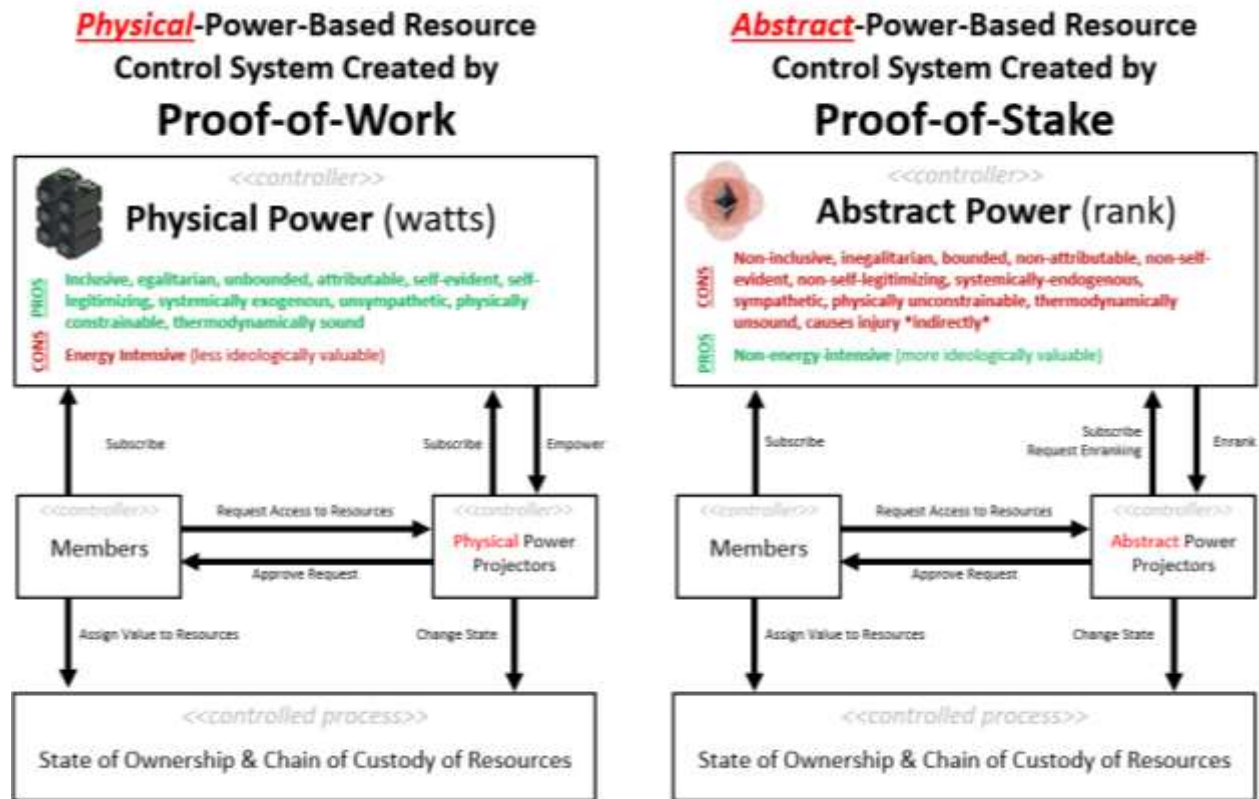 Physical-Power-Based Resource
Control System Created by
Proof-of-Work
<<controller>>
Physical Power (watts)
PROS
Inclusive, egalitarian, unbounded, attributable, self-evident, self-
legitimizing, systemically exogenous, unsympathetic, physically
constrainable, thermodynamically sound
CONS
Energy Intensive (less ideologically valuable)
Subscribe
Subscribe
Empower
<<controller>>
Members
Request Access to Resources
Approve Request
<<controller>>
Physical Power
Projectors
Assign Value to Resources
Change State
<<controlled process>>
State of Ownership & Chain of Custody of Resources
Abstract-Power-Based Resource
Control System Created by
Proof-of-Stake
<<controller>>
Abstract Power (rank)
CONS
Non-inclusive, inegalitarian, bounded, non-attributable, non-self-
evident, non-self-legitimizing, systemically-endogenous,
sympathetic, physically unconstrainable, thermodynamically
unsound, causes injury *indirectly*
PROS
Non-energy-intensive (more ideologically valuable)
Subscribe
Subscribe
Request Enranking
Enrank
<<controller>>
Members
Request Access to Resources
Approve Request
<<controller>>
Abstract Power
Projectors
Assign Value to Resources
Change State
<<controlled process>>
State of Ownership & Chain of Custody of Resources